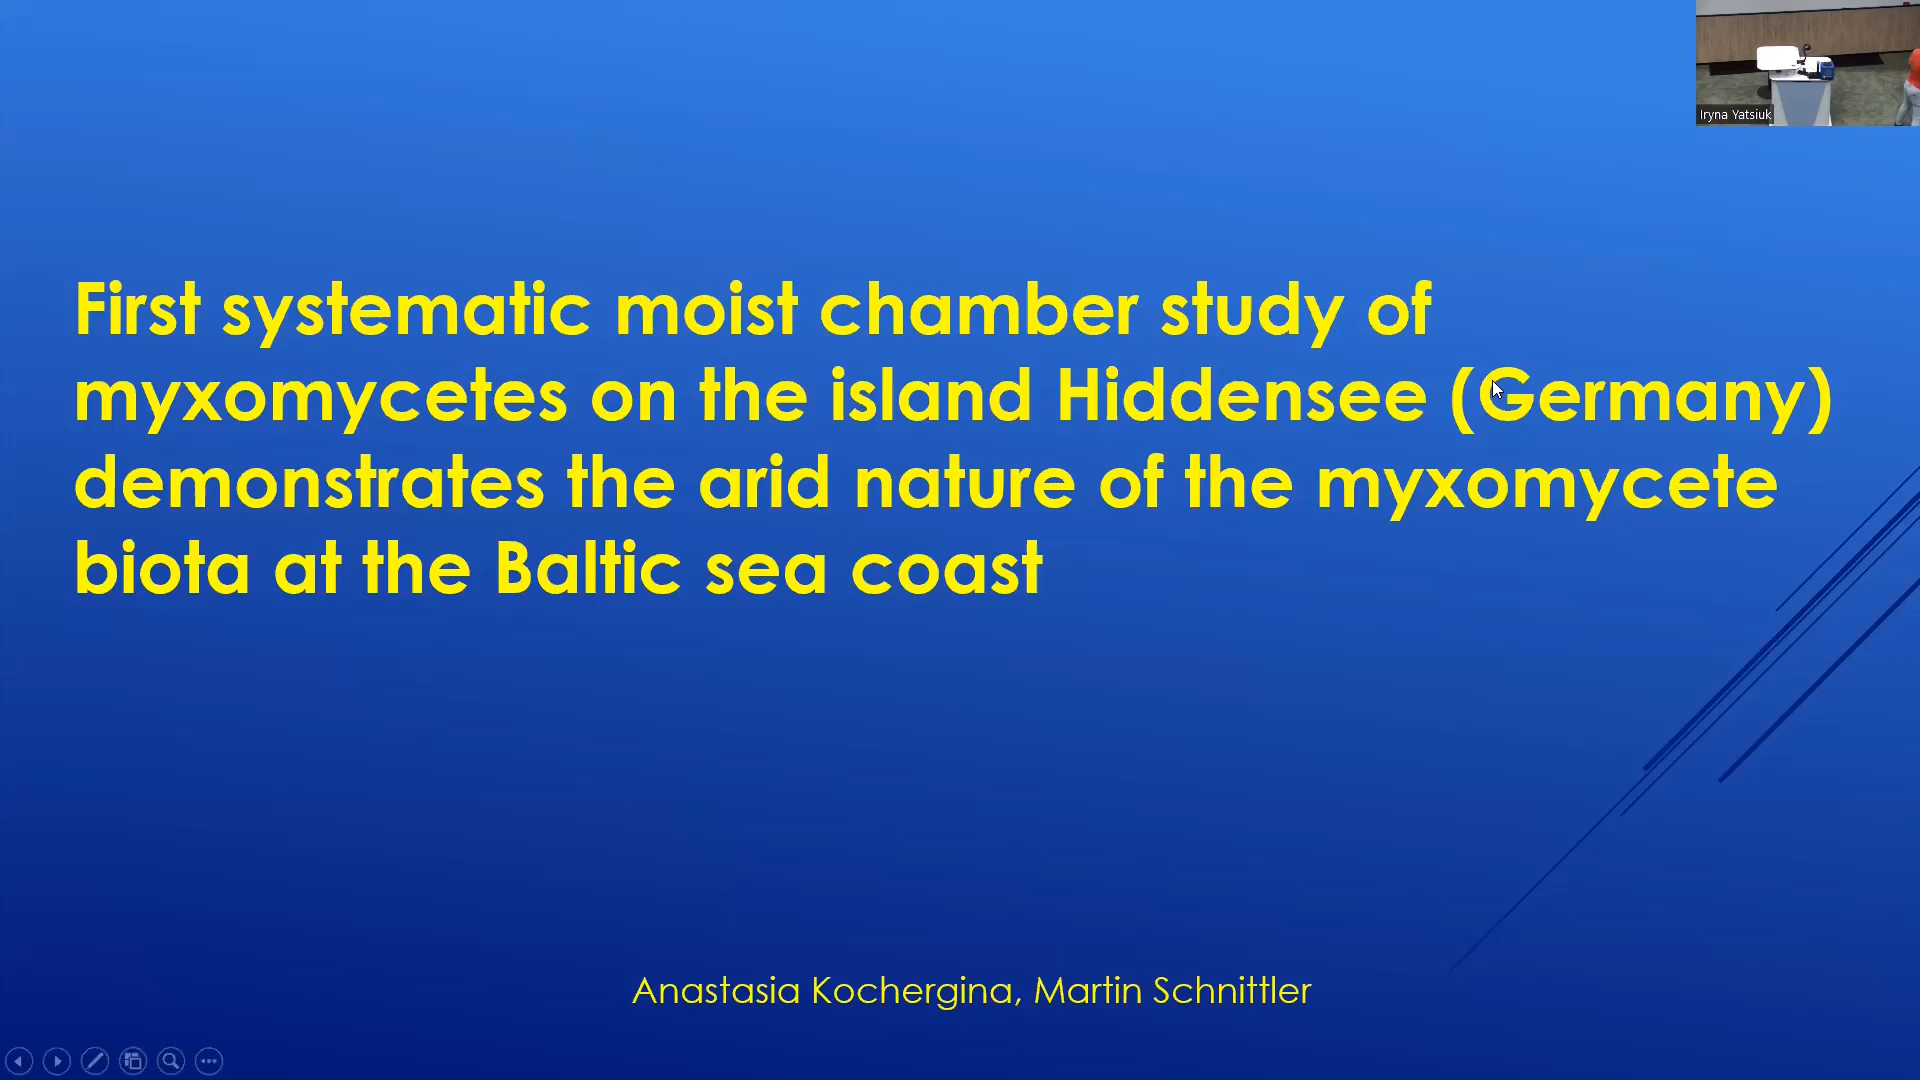 Iryna Yatsiuk
First systematic moist chamber study of
myxomycetes on the island Hiddensee (Germany)
demonstrates the arid nature of the myxomycete
biota at the Baltic sea coast
Anastasia Kochergina, Martin Schnittler